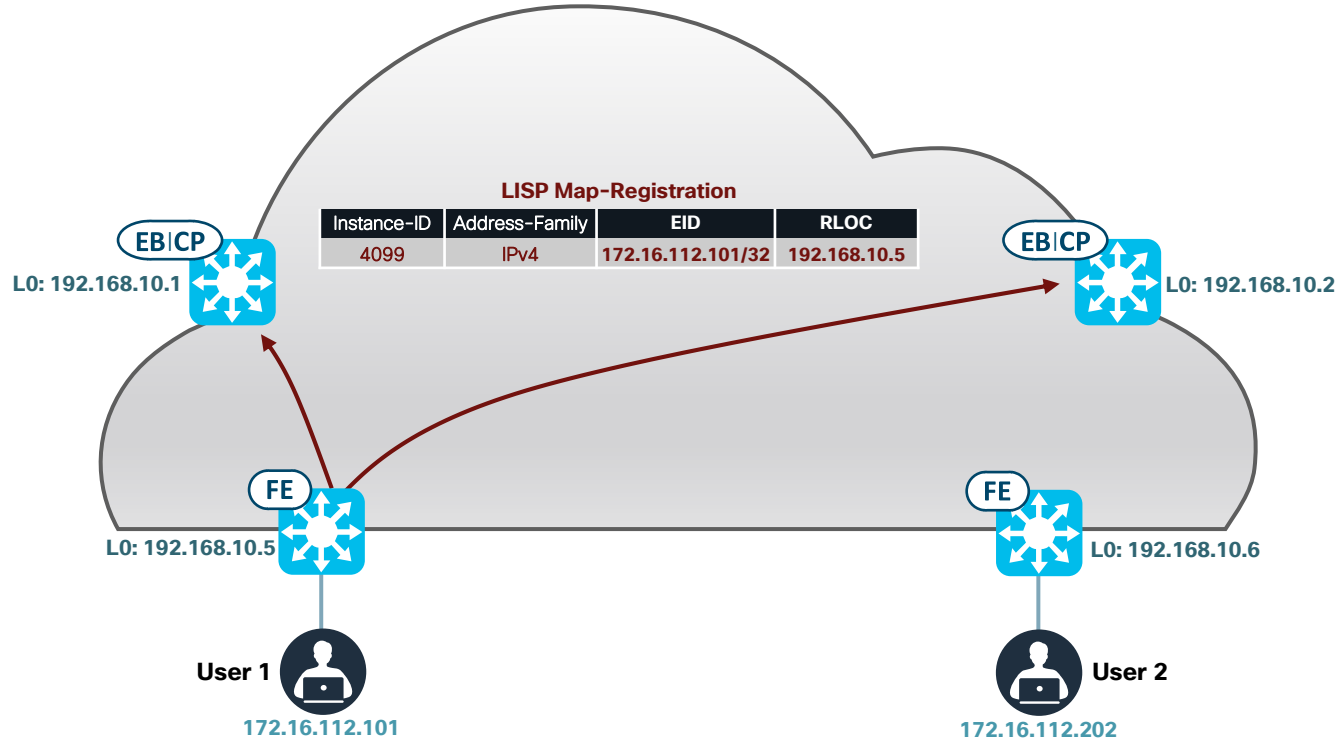 LISP Map-Registration
Instance-ID Address-Family EID RLOC
4099 IPv4 172.16.112.101/32 192.168.10.5
EB|CP
L0: 192.168.10.1
EB|CP
L0: 192.168.10.2
FE
L0: 192.168.10.5
FE
L0: 192.168.10.6
User 1
172.16.112.101
User 2
172.16.112.202